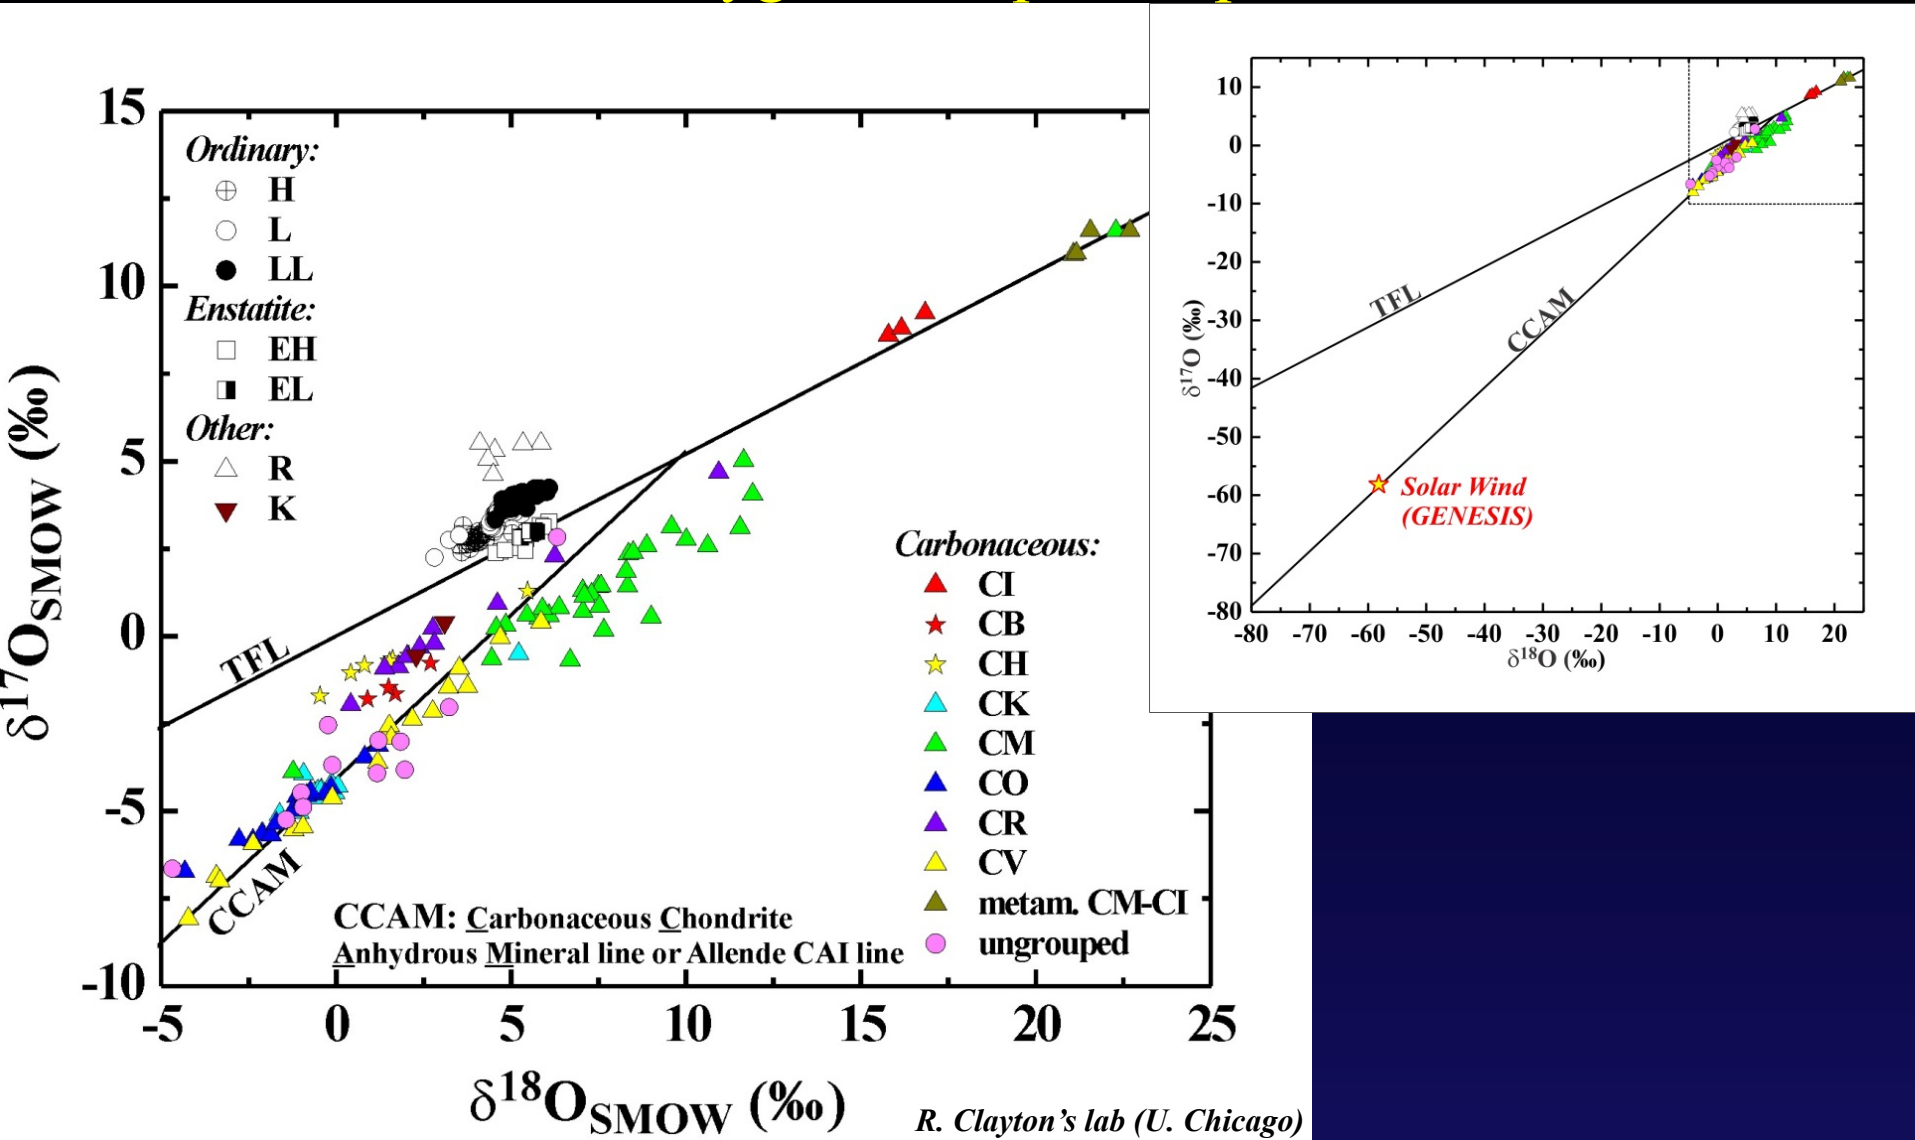 15
10
5
0
-5
-10
δ¹⁷O_SMOW (‰)
Ordinary:
H
L
LL
Enstatite:
EH
EL
Other:
R
K
TFL
CCAM
Carbonaceous:
CI
CB
CH
CK
CM
CO
CR
CV
metam. CM-CI
ungrouped
CCAM: Carbonaceous Chondrite
Anhydrous Mineral line or Allende CAI line
-5 0 5 10 15 20 25
δ¹⁸O_SMOW (‰)
R. Clayton’s lab (U. Chicago)
10
0
-10
-20
-30
-40
-50
-60
-70
-80
δ¹⁷O (‰)
TFL
CCAM
Solar Wind
(GENESIS)
-80 -70 -60 -50 -40 -30 -20 -10 0 10 20
δ¹⁸O (‰)